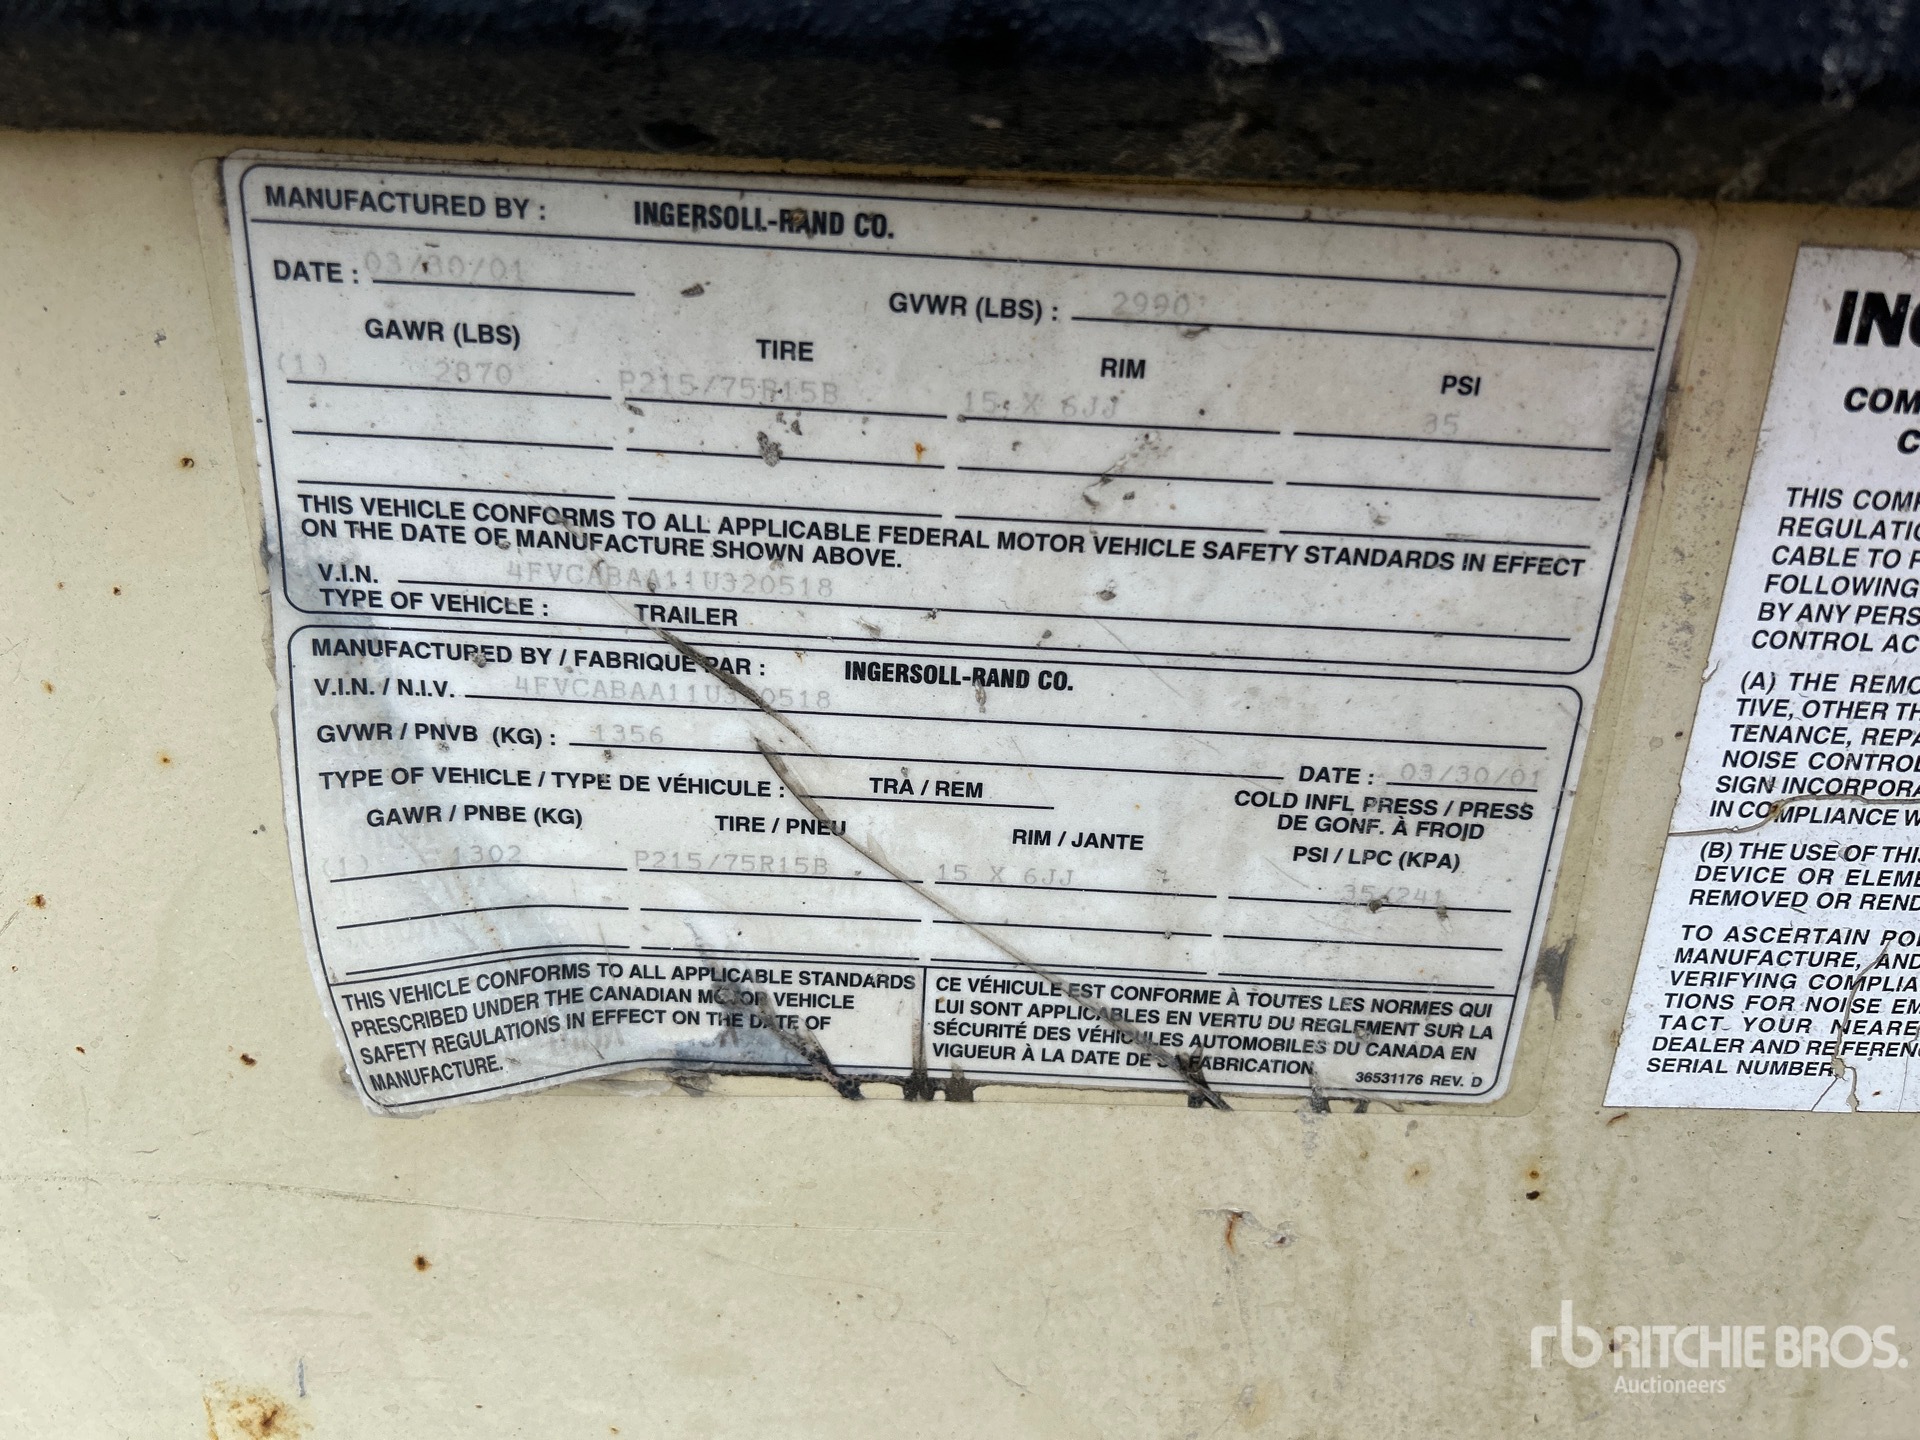 MANUFACTURED BY : INGERSOLL-RAND CO.
DATE : 03/30/01
GVWR (LBS) : 2990
GAWR (LBS) TIRE RIM PSI
(1) 2870 P215/75R15B 15 X 6JJ 35
THIS VEHICLE CONFORMS TO ALL APPLICABLE FEDERAL MOTOR VEHICLE SAFETY STANDARDS IN EFFECT
ON THE DATE OF MANUFACTURE SHOWN ABOVE.
V.I.N. 4FVCABAA11U320518
TYPE OF VEHICLE : TRAILER
MANUFACTURED BY / FABRIQUE PAR : INGERSOLL-RAND CO.
V.I.N. / N.I.V. 4FVCABAA11U320518
GVWR / PNVB (KG) : 1356
DATE : 03/30/01
TYPE OF VEHICLE / TYPE DE VÉHICULE : TRA / REM
GAWR / PNBE (KG) TIRE / PNEU RIM / JANTE
COLD INFL PRESS / PRESS
DE GONF. À FROID
PSI / LPC (KPA)
(1) 1302 P215/75R15B 15 X 6JJ 35/241
THIS VEHICLE CONFORMS TO ALL APPLICABLE STANDARDS
PRESCRIBED UNDER THE CANADIAN MOTOR VEHICLE
SAFETY REGULATIONS IN EFFECT ON THE DATE OF
MANUFACTURE.
CE VÉHICULE EST CONFORME À TOUTES LES NORMES QUI
LUI SONT APPLICABLES EN VERTU DU REGLEMENT SUR LA
SÉCURITÉ DES VÉHICULES AUTOMOBILES DU CANADA EN
VIGUEUR À LA DATE DE SA FABRICATION
36531176 REV. D
THIS
REGULATIO
CABLE TO
FOLLOWING
BY ANY PERS
CONTROL AC
(A) THE REMO
TIVE, OTHER TH
TENANCE, REPA
NOISE CONTROL
SIGN INCORPORA
IN COMPLIANCE W
(B) THE USE OF THIS
DEVICE OR ELEME
REMOVED OR REND
TO ASCERTAIN
MANUFACTURE, AND
VERIFYING COMPLIA
TIONS FOR NOISE EM
TACT YOUR NEARE
DEALER AND REFEREN
SERIAL NUMBER
rb RITCHIE BROS.
Auctioneers